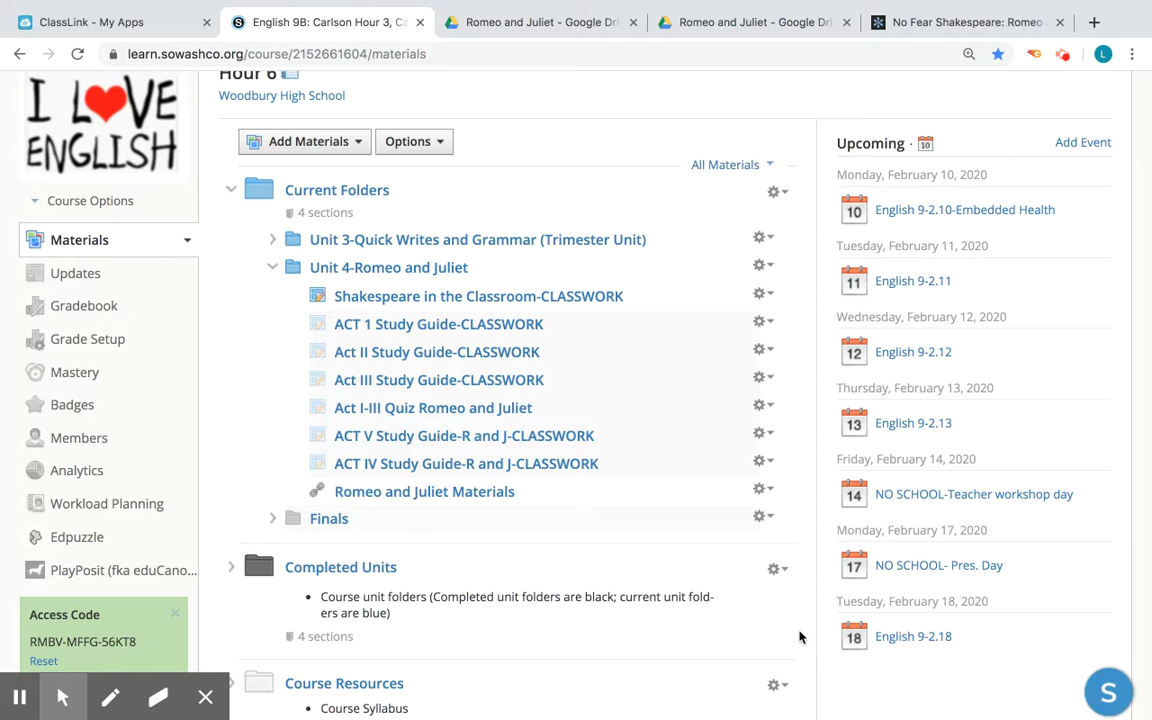 ClassLink - My Apps
English 9B: Carlson Hour 3, Ca
Romeo and Juliet - Google Dri
Romeo and Juliet - Google Dri
No Fear Shakespeare: Romeo
learn.sowashco.org/course/2152661604/materials
L
Hour 6
Woodbury High School
I LOVE ENGLISH
Add Materials
Options
All Materials
Course Options
Materials
Updates
Gradebook
Grade Setup
Mastery
Badges
Members
Analytics
Workload Planning
Edpuzzle
PlayPosit (fka eduCano...
Access Code
RMBV-MFFG-56KT8
Reset
Current Folders
4 sections
Unit 3-Quick Writes and Grammar (Trimester Unit)
Unit 4-Romeo and Juliet
Shakespeare in the Classroom-CLASSWORK
ACT 1 Study Guide-CLASSWORK
Act II Study Guide-CLASSWORK
Act III Study Guide-CLASSWORK
Act I-III Quiz Romeo and Juliet
ACT V Study Guide-R and J-CLASSWORK
ACT IV Study Guide-R and J-CLASSWORK
Romeo and Juliet Materials
Finals
Completed Units
• Course unit folders (Completed unit folders are black; current unit fold-
ers are blue)
4 sections
Course Resources
• Course Syllabus
Upcoming · 10
Add Event
Monday, February 10, 2020
10 English 9-2.10-Embedded Health
Tuesday, February 11, 2020
11 English 9-2.11
Wednesday, February 12, 2020
12 English 9-2.12
Thursday, February 13, 2020
13 English 9-2.13
Friday, February 14, 2020
14 NO SCHOOL-Teacher workshop day
Monday, February 17, 2020
17 NO SCHOOL- Pres. Day
Tuesday, February 18, 2020
18 English 9-2.18
S